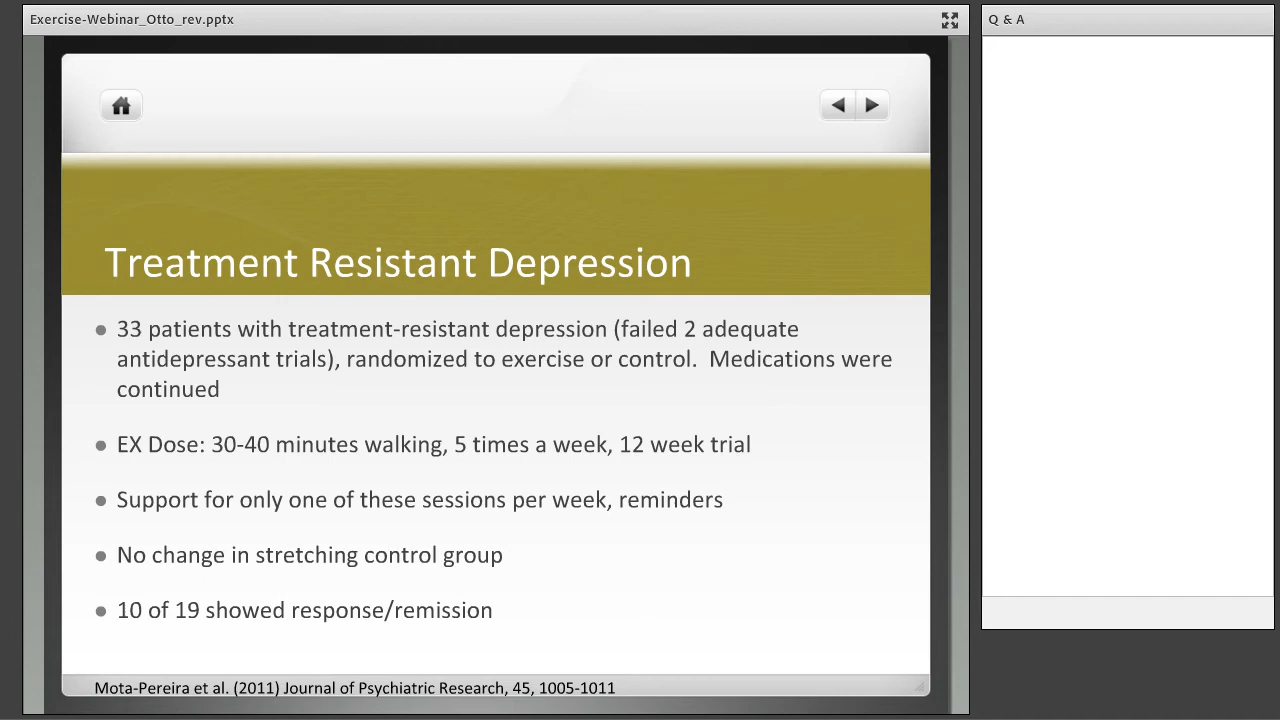 Exercise-Webinar_Otto_rev.pptx
Q & A
Treatment Resistant Depression
33 patients with treatment-resistant depression (failed 2 adequate
antidepressant trials), randomized to exercise or control.  Medications were
continued
EX Dose: 30-40 minutes walking, 5 times a week, 12 week trial
Support for only one of these sessions per week, reminders
No change in stretching control group
10 of 19 showed response/remission
Mota-Pereira et al. (2011) Journal of Psychiatric Research, 45, 1005-1011